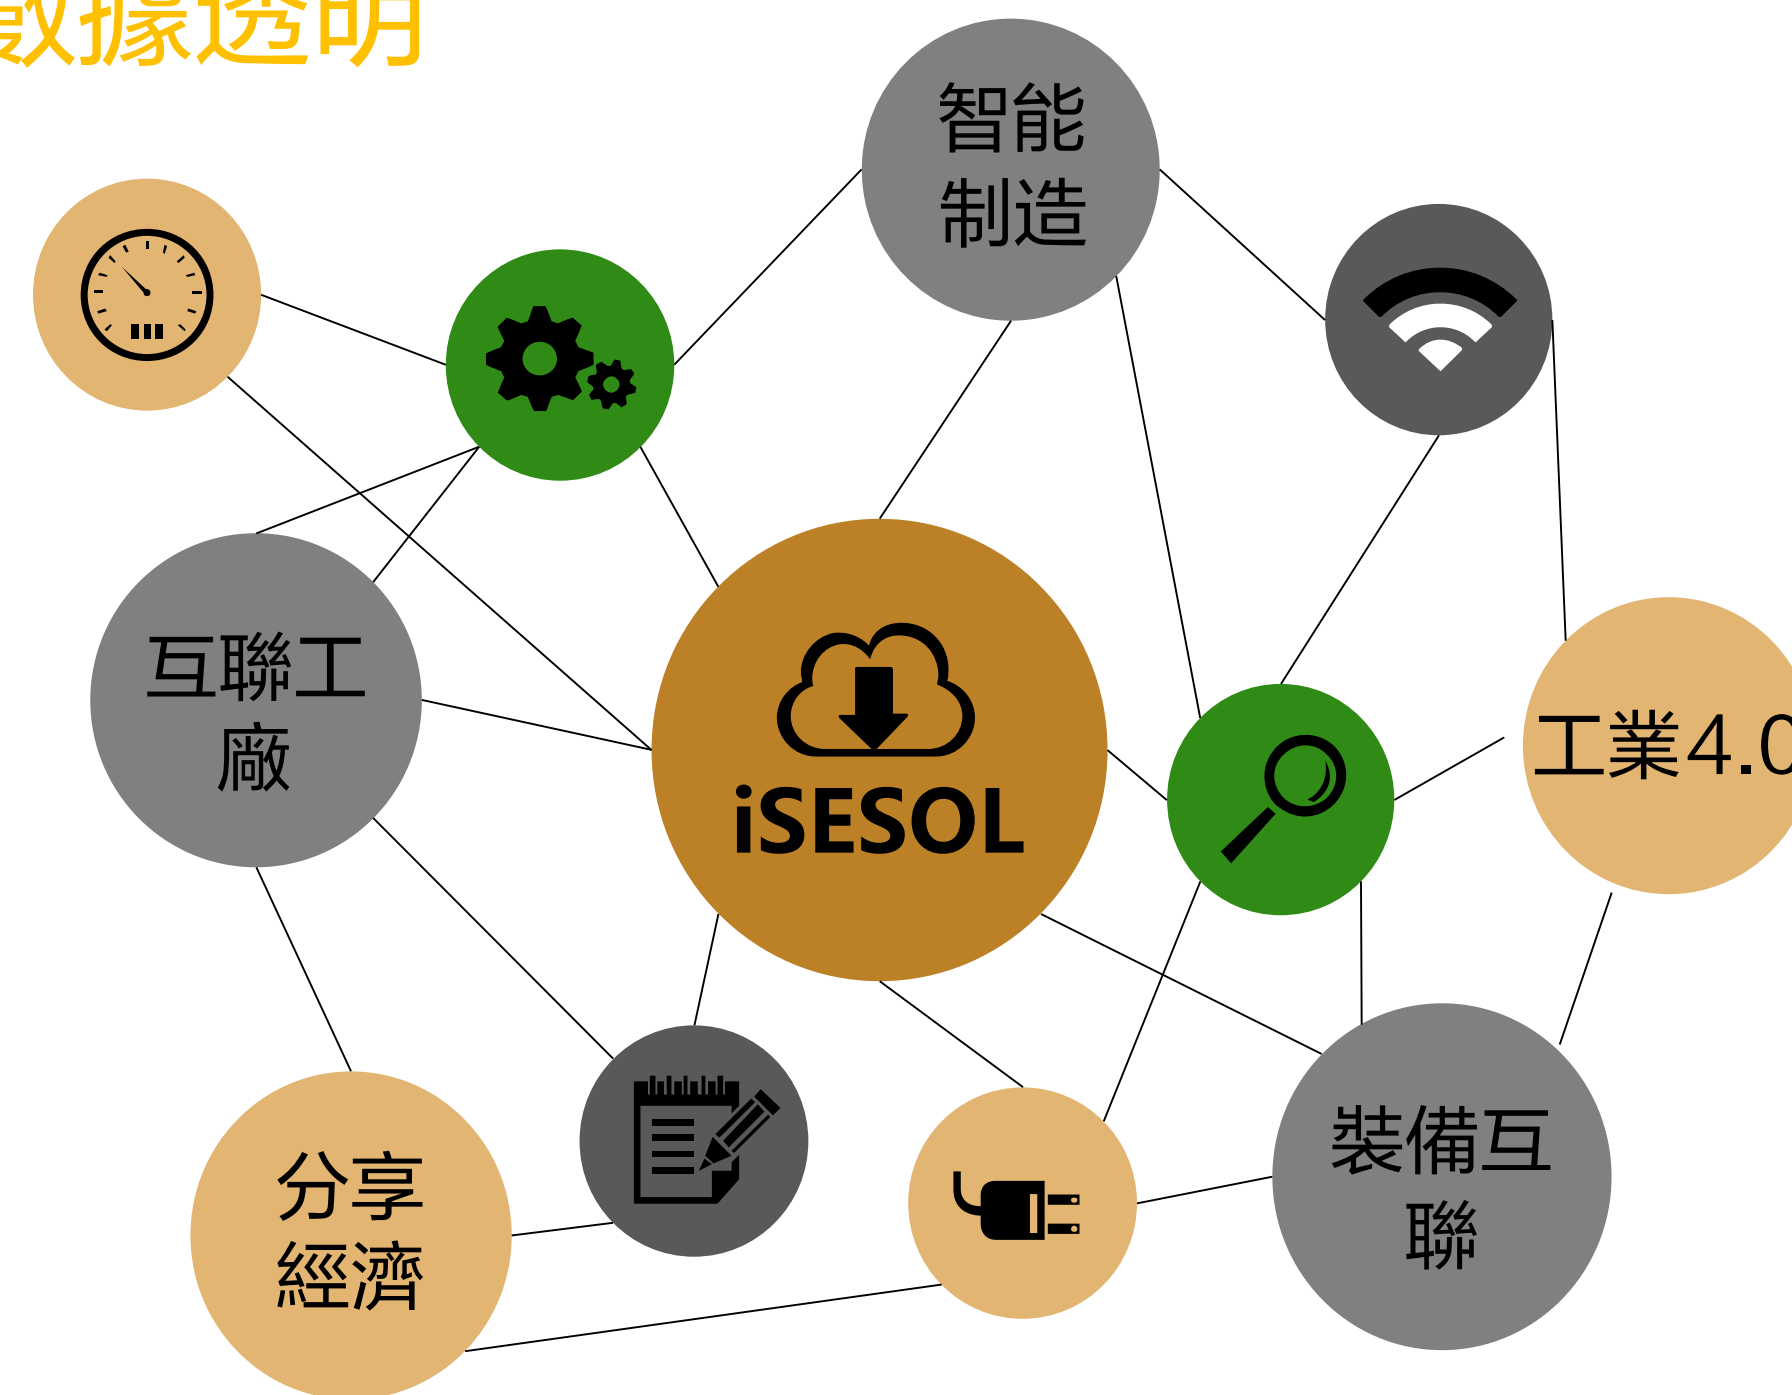 數據透明
智能
制造
互聯工
廠
iSESOL
工業4.0
裝備互
聯
分享
經濟